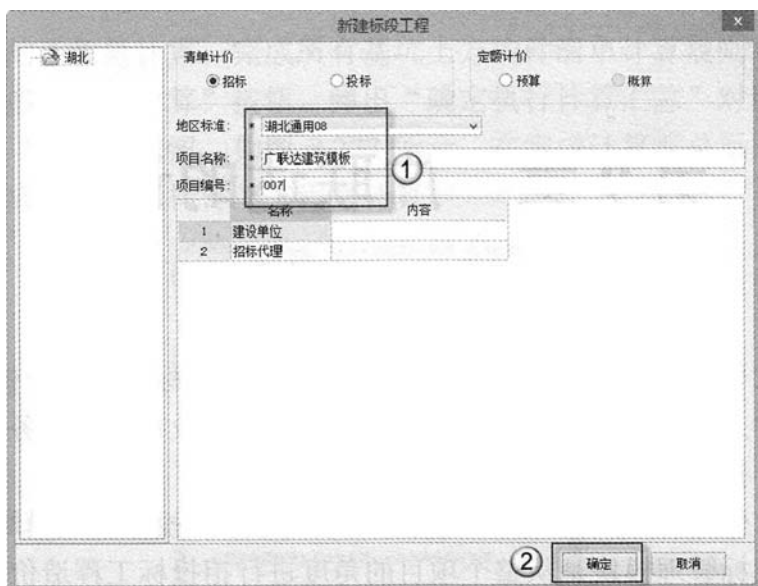 新建标段工程
x
湖北
清单计价
定额计价
招标
投标
预算
概算
地区标准: * 湖北通用08
项目名称: * 广联达建筑模板
项目编号: * 007
①
名称 内容
1 建设单位
2 招标代理
②
确定
取消